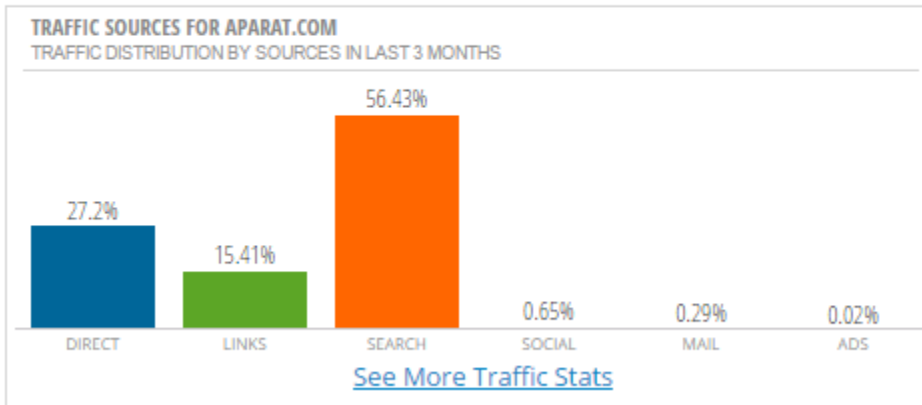 TRAFFIC SOURCES FOR APARAT.COM
TRAFFIC DISTRIBUTION BY SOURCES IN LAST 3 MONTHS
56.43%
27.2%
15.41%
0.65% 0.29% 0.02%
DIRECT LINKS SEARCH SOCIAL MAIL ADS
See More Traffic Stats